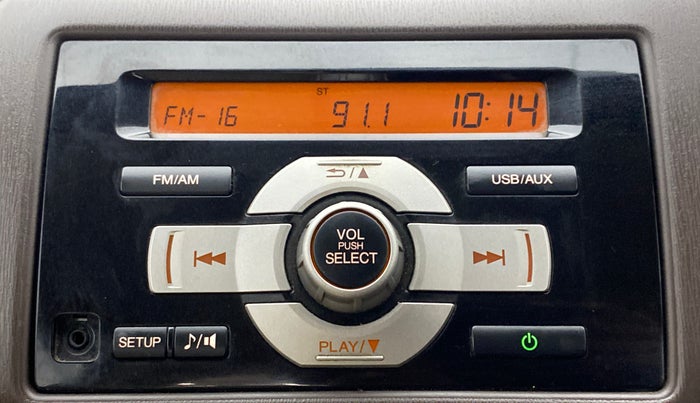 ST
FM-16 91.1 10:14
FM/AM
USB/AUX
VOL
PUSH
SELECT
SETUP
PLAY/▼